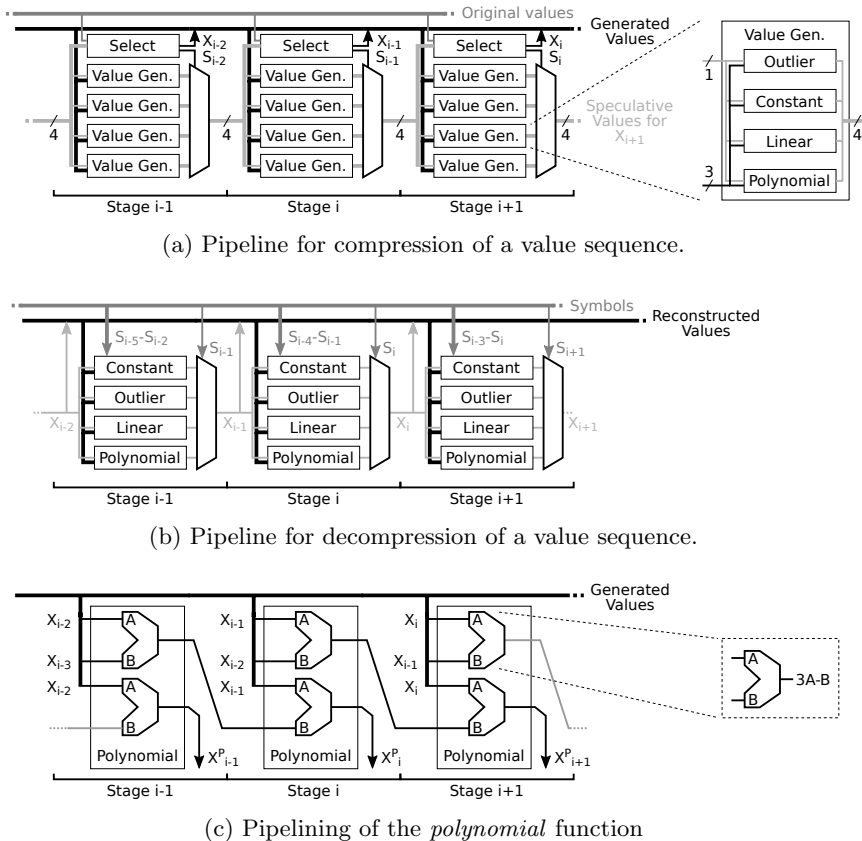 Original values
Generated Values
Select X_{i-2} Select X_{i-1} Select X_i
S_{i-2} S_{i-1} S_i
Value Gen. Value Gen. Value Gen.
Value Gen. Value Gen. Value Gen.
Value Gen. Value Gen. Value Gen.
Value Gen. Value Gen. Value Gen.
4 4 4 4
Speculative
Values for
X_{i+1}
Value Gen.
1
Outlier
Constant
4
Linear
3
Polynomial
Stage i-1 Stage i Stage i+1
(a) Pipeline for compression of a value sequence.
Symbols
Reconstructed
Values
S_{i-5}-S_{i-2} S_{i-1} S_{i-4}-S_{i-1} S_i S_{i-3}-S_i S_{i+1}
Constant Constant Constant
Outlier Outlier Outlier
X_{i-2} X_{i-1} X_i X_{i+1}
Linear Linear Linear
Polynomial Polynomial Polynomial
Stage i-1 Stage i Stage i+1
(b) Pipeline for decompression of a value sequence.
Generated
Values
X_{i-2} A X_{i-1} A X_i A
X_{i-3} B X_{i-2} B X_{i-1} B
X_{i-2} A X_{i-1} A X_i A
B B B
A
B
3A-B
Polynomial X^P_{i-1} Polynomial X^P_i Polynomial X^P_{i+1}
Stage i-1 Stage i Stage i+1
(c) Pipelining of the polynomial function